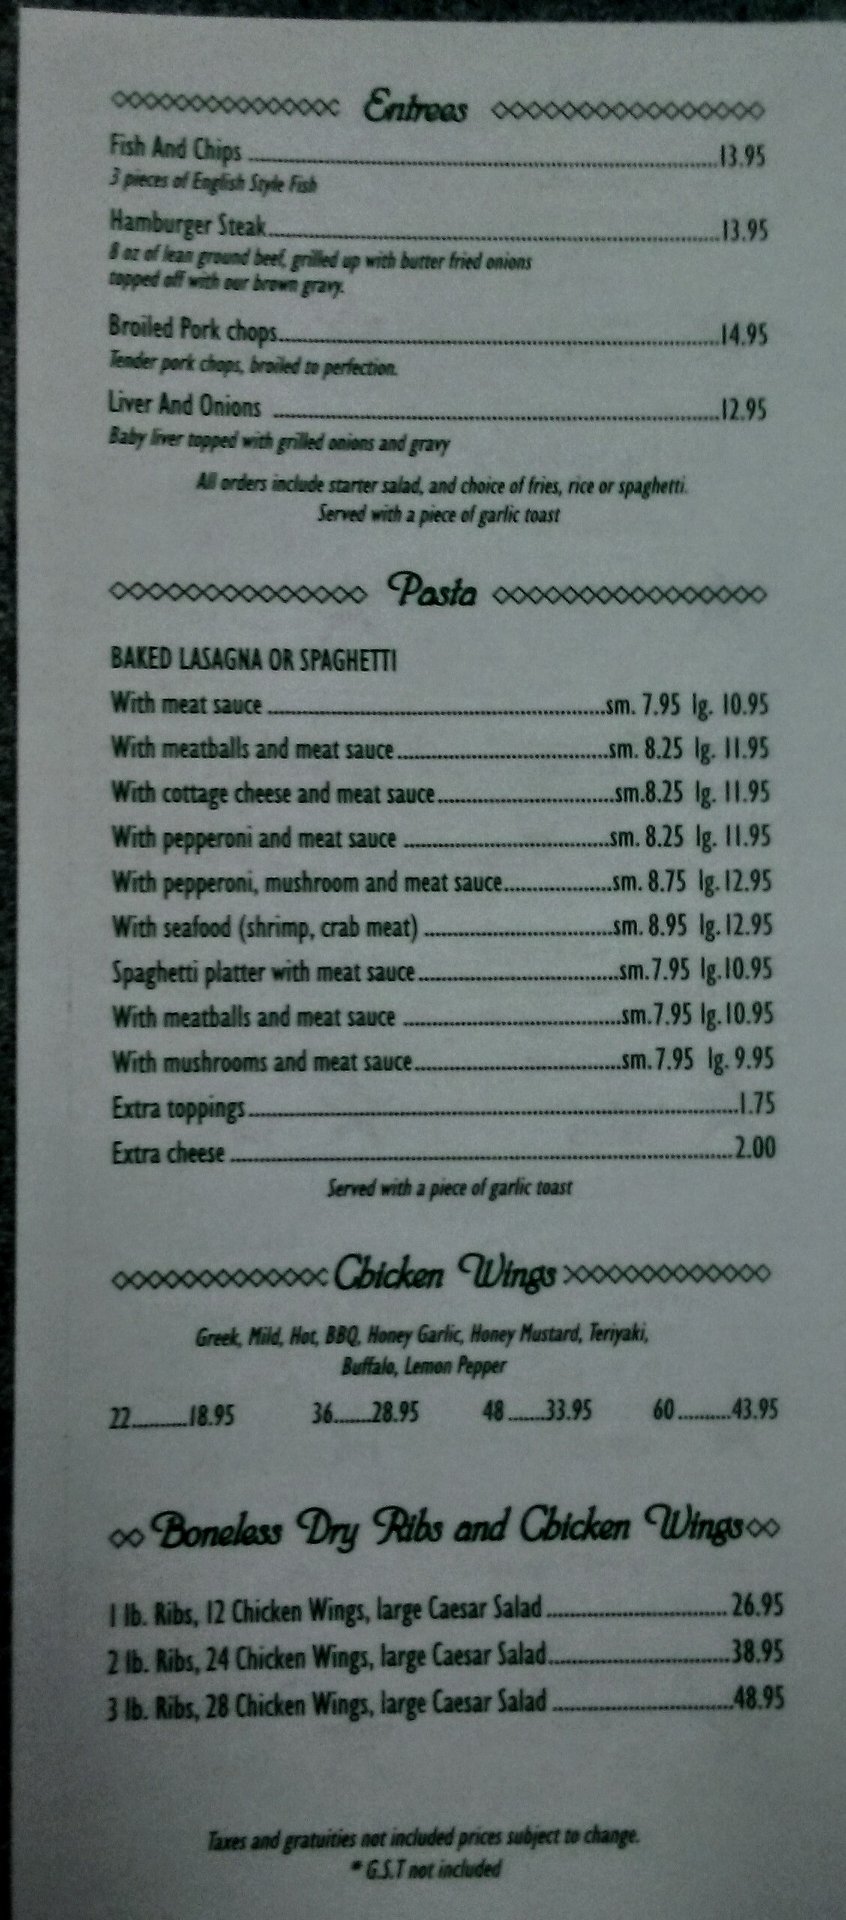 Entrees
Fish And Chips 13.95
3 pieces of English Style Fish
Hamburger Steak 13.95
8 oz of lean ground beef, grilled up with butter fried onions
topped off with our brown gravy.
Broiled Pork chops 14.95
Tender pork chops, broiled to perfection.
Liver And Onions 12.95
Baby liver topped with grilled onions and gravy
All orders include starter salad, and choice of fries, rice or spaghetti.
Served with a piece of garlic toast
Pasta
BAKED LASAGNA OR SPAGHETTI
With meat sauce sm. 7.95 lg. 10.95
With meatballs and meat sauce sm. 8.25 lg. 11.95
With cottage cheese and meat sauce sm.8.25 lg. 11.95
With pepperoni and meat sauce sm. 8.25 lg. 11.95
With pepperoni, mushroom and meat sauce sm. 8.75 lg.12.95
With seafood (shrimp, crab meat) sm. 8.95 lg.12.95
Spaghetti platter with meat sauce sm.7.95 lg.10.95
With meatballs and meat sauce sm.7.95 lg.10.95
With mushrooms and meat sauce sm.7.95 lg. 9.95
Extra toppings 1.75
Extra cheese 2.00
Served with a piece of garlic toast
Chicken Wings
Greek, Mild, Hot, BBQ, Honey Garlic, Honey Mustard, Teriyaki,
Buffalo, Lemon Pepper
22 18.95 36 28.95 48 33.95 60 43.95
Boneless Dry Ribs and Chicken Wings
1 lb. Ribs, 12 Chicken Wings, large Caesar Salad 26.95
2 lb. Ribs, 24 Chicken Wings, large Caesar Salad 38.95
3 lb. Ribs, 28 Chicken Wings, large Caesar Salad 48.95
Taxes and gratuities not included prices subject to change.
* G.S.T not included